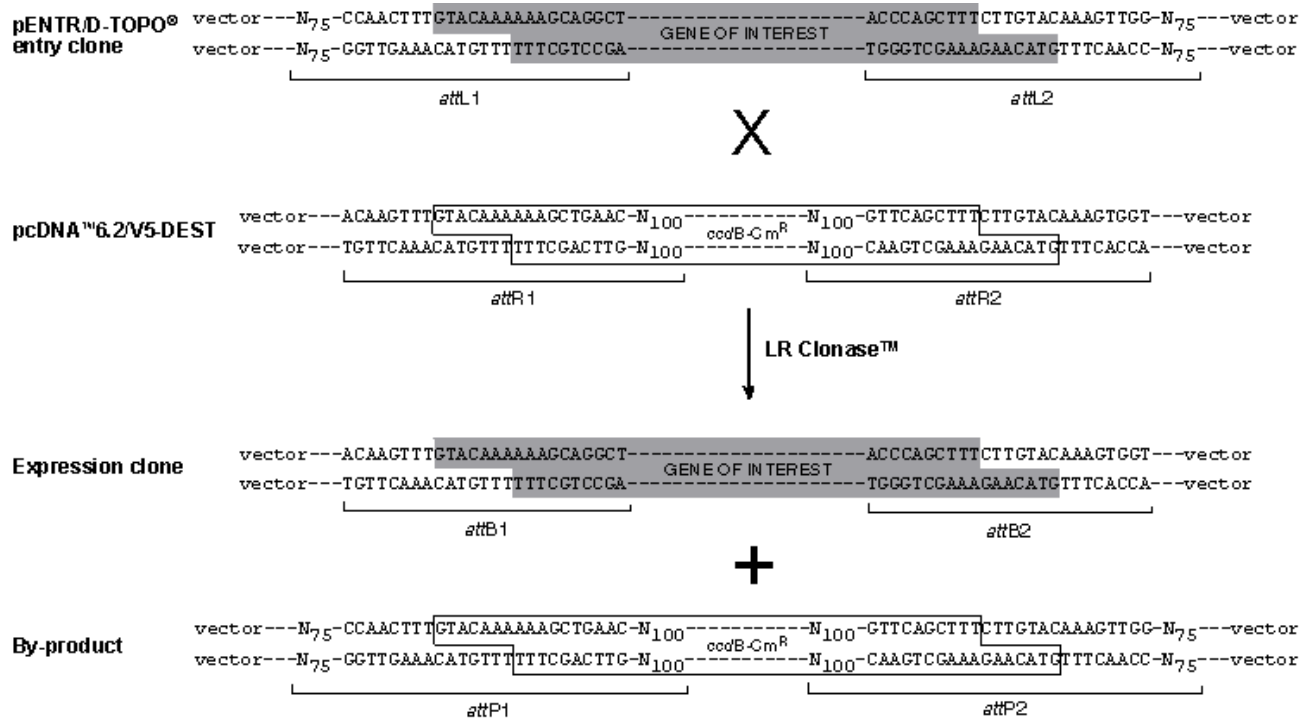 pENTR/D-TOPO® entry clone
vector---N75-CCAACTTTGTACAAAAAAGCAGGCT------------------ACCCAGCTTTCTTGTACAAAGTTGG-N75---vector
GENE OF INTEREST
vector---N75-GGTTGAAACATGTTTTTTCGTCCGA------------------TGGGTCGAAAGAACATGTTTCAACC-N75---vector
attL1 attL2
X
pcDNA™6.2/V5-DEST
vector---ACAAGTTTGTACAAAAAAGCTGAAC-N100-----------N100-GTTCAGCTTTCTTGTACAAAGTGGT---vector
ccdB-CmR
vector---TGTTCAAACATGTTTTTTCGACTTG-N100-----------N100-CAAGTCGAAAGAACATGTTTCACCA---vector
attR1 attR2
LR Clonase™
Expression clone
vector---ACAAGTTTGTACAAAAAAGCAGGCT------------------ACCCAGCTTTCTTGTACAAAGTGGT---vector
GENE OF INTEREST
vector---TGTTCAAACATGTTTTTTCGTCCGA------------------TGGGTCGAAAGAACATGTTTCACCA---vector
attB1 attB2
+
By-product
vector---N75-CCAACTTTGTACAAAAAAGCTGAAC-N100-----------N100-GTTCAGCTTTCTTGTACAAAGTTGG-N75---vector
ccdB-CmR
vector---N75-GGTTGAAACATGTTTTTTCGACTTG-N100-----------N100-CAAGTCGAAAGAACATGTTTCAACC-N75---vector
attP1 attP2